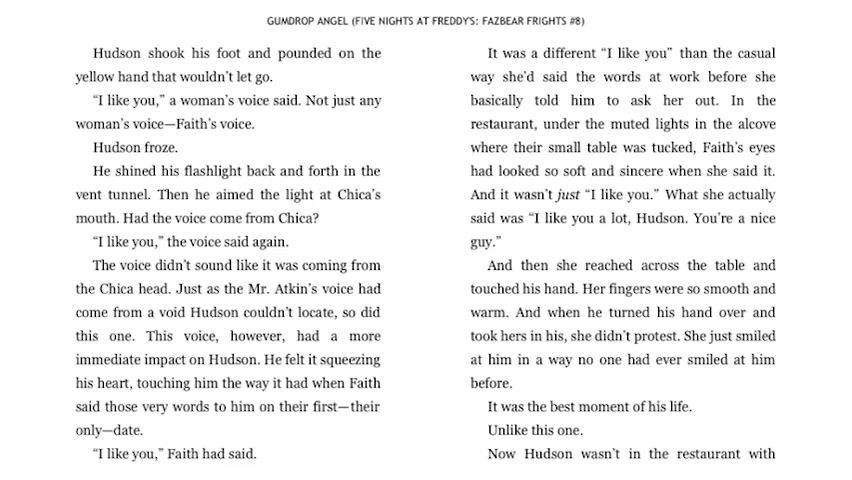 GUMDROP ANGEL (FIVE NIGHTS AT FREDDY'S: FAZBEAR FRIGHTS #8)
Hudson shook his foot and pounded on the
yellow hand that wouldn't let go.
“I like you,” a woman's voice said. Not just any
woman's voice—Faith's voice.
Hudson froze.
He shined his flashlight back and forth in the
vent tunnel. Then he aimed the light at Chica's
mouth. Had the voice come from Chica?
“I like you,” the voice said again.
The voice didn't sound like it was coming from
the Chica head. Just as the Mr. Atkin's voice had
come from a void Hudson couldn't locate, so did
this one. This voice, however, had a more
immediate impact on Hudson. He felt it squeezing
his heart, touching him the way it had when Faith
said those very words to him on their first—their
only—date.
“I like you,” Faith had said.
It was a different “I like you” than the casual
way she'd said the words at work before she
basically told him to ask her out. In the
restaurant, under the muted lights in the alcove
where their small table was tucked, Faith's eyes
had looked so soft and sincere when she said it.
And it wasn't just “I like you.” What she actually
said was “I like you a lot, Hudson. You're a nice
guy.”
And then she reached across the table and
touched his hand. Her fingers were so smooth and
warm. And when he turned his hand over and
took hers in his, she didn't protest. She just smiled
at him in a way no one had ever smiled at him
before.
It was the best moment of his life.
Unlike this one.
Now Hudson wasn't in the restaurant with